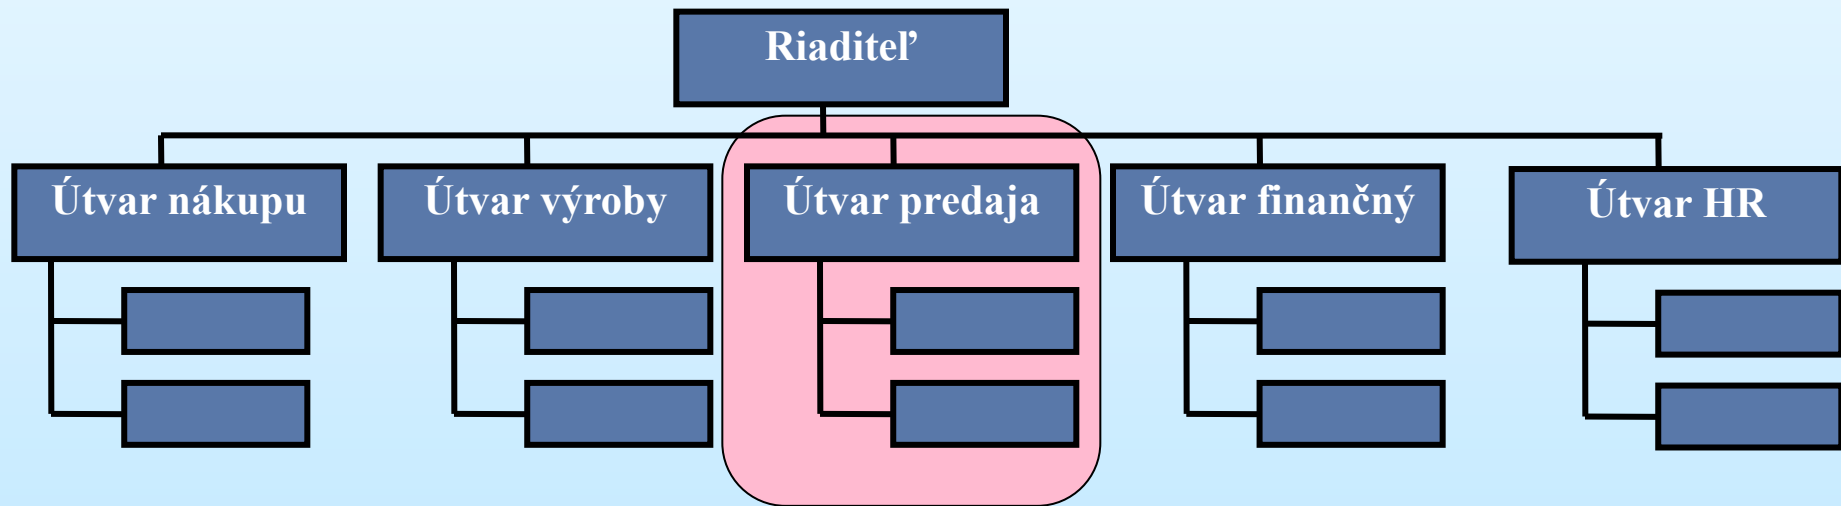 Riaditeľ
Útvar nákupu
Útvar výroby
Útvar predaja
Útvar finančný
Útvar HR